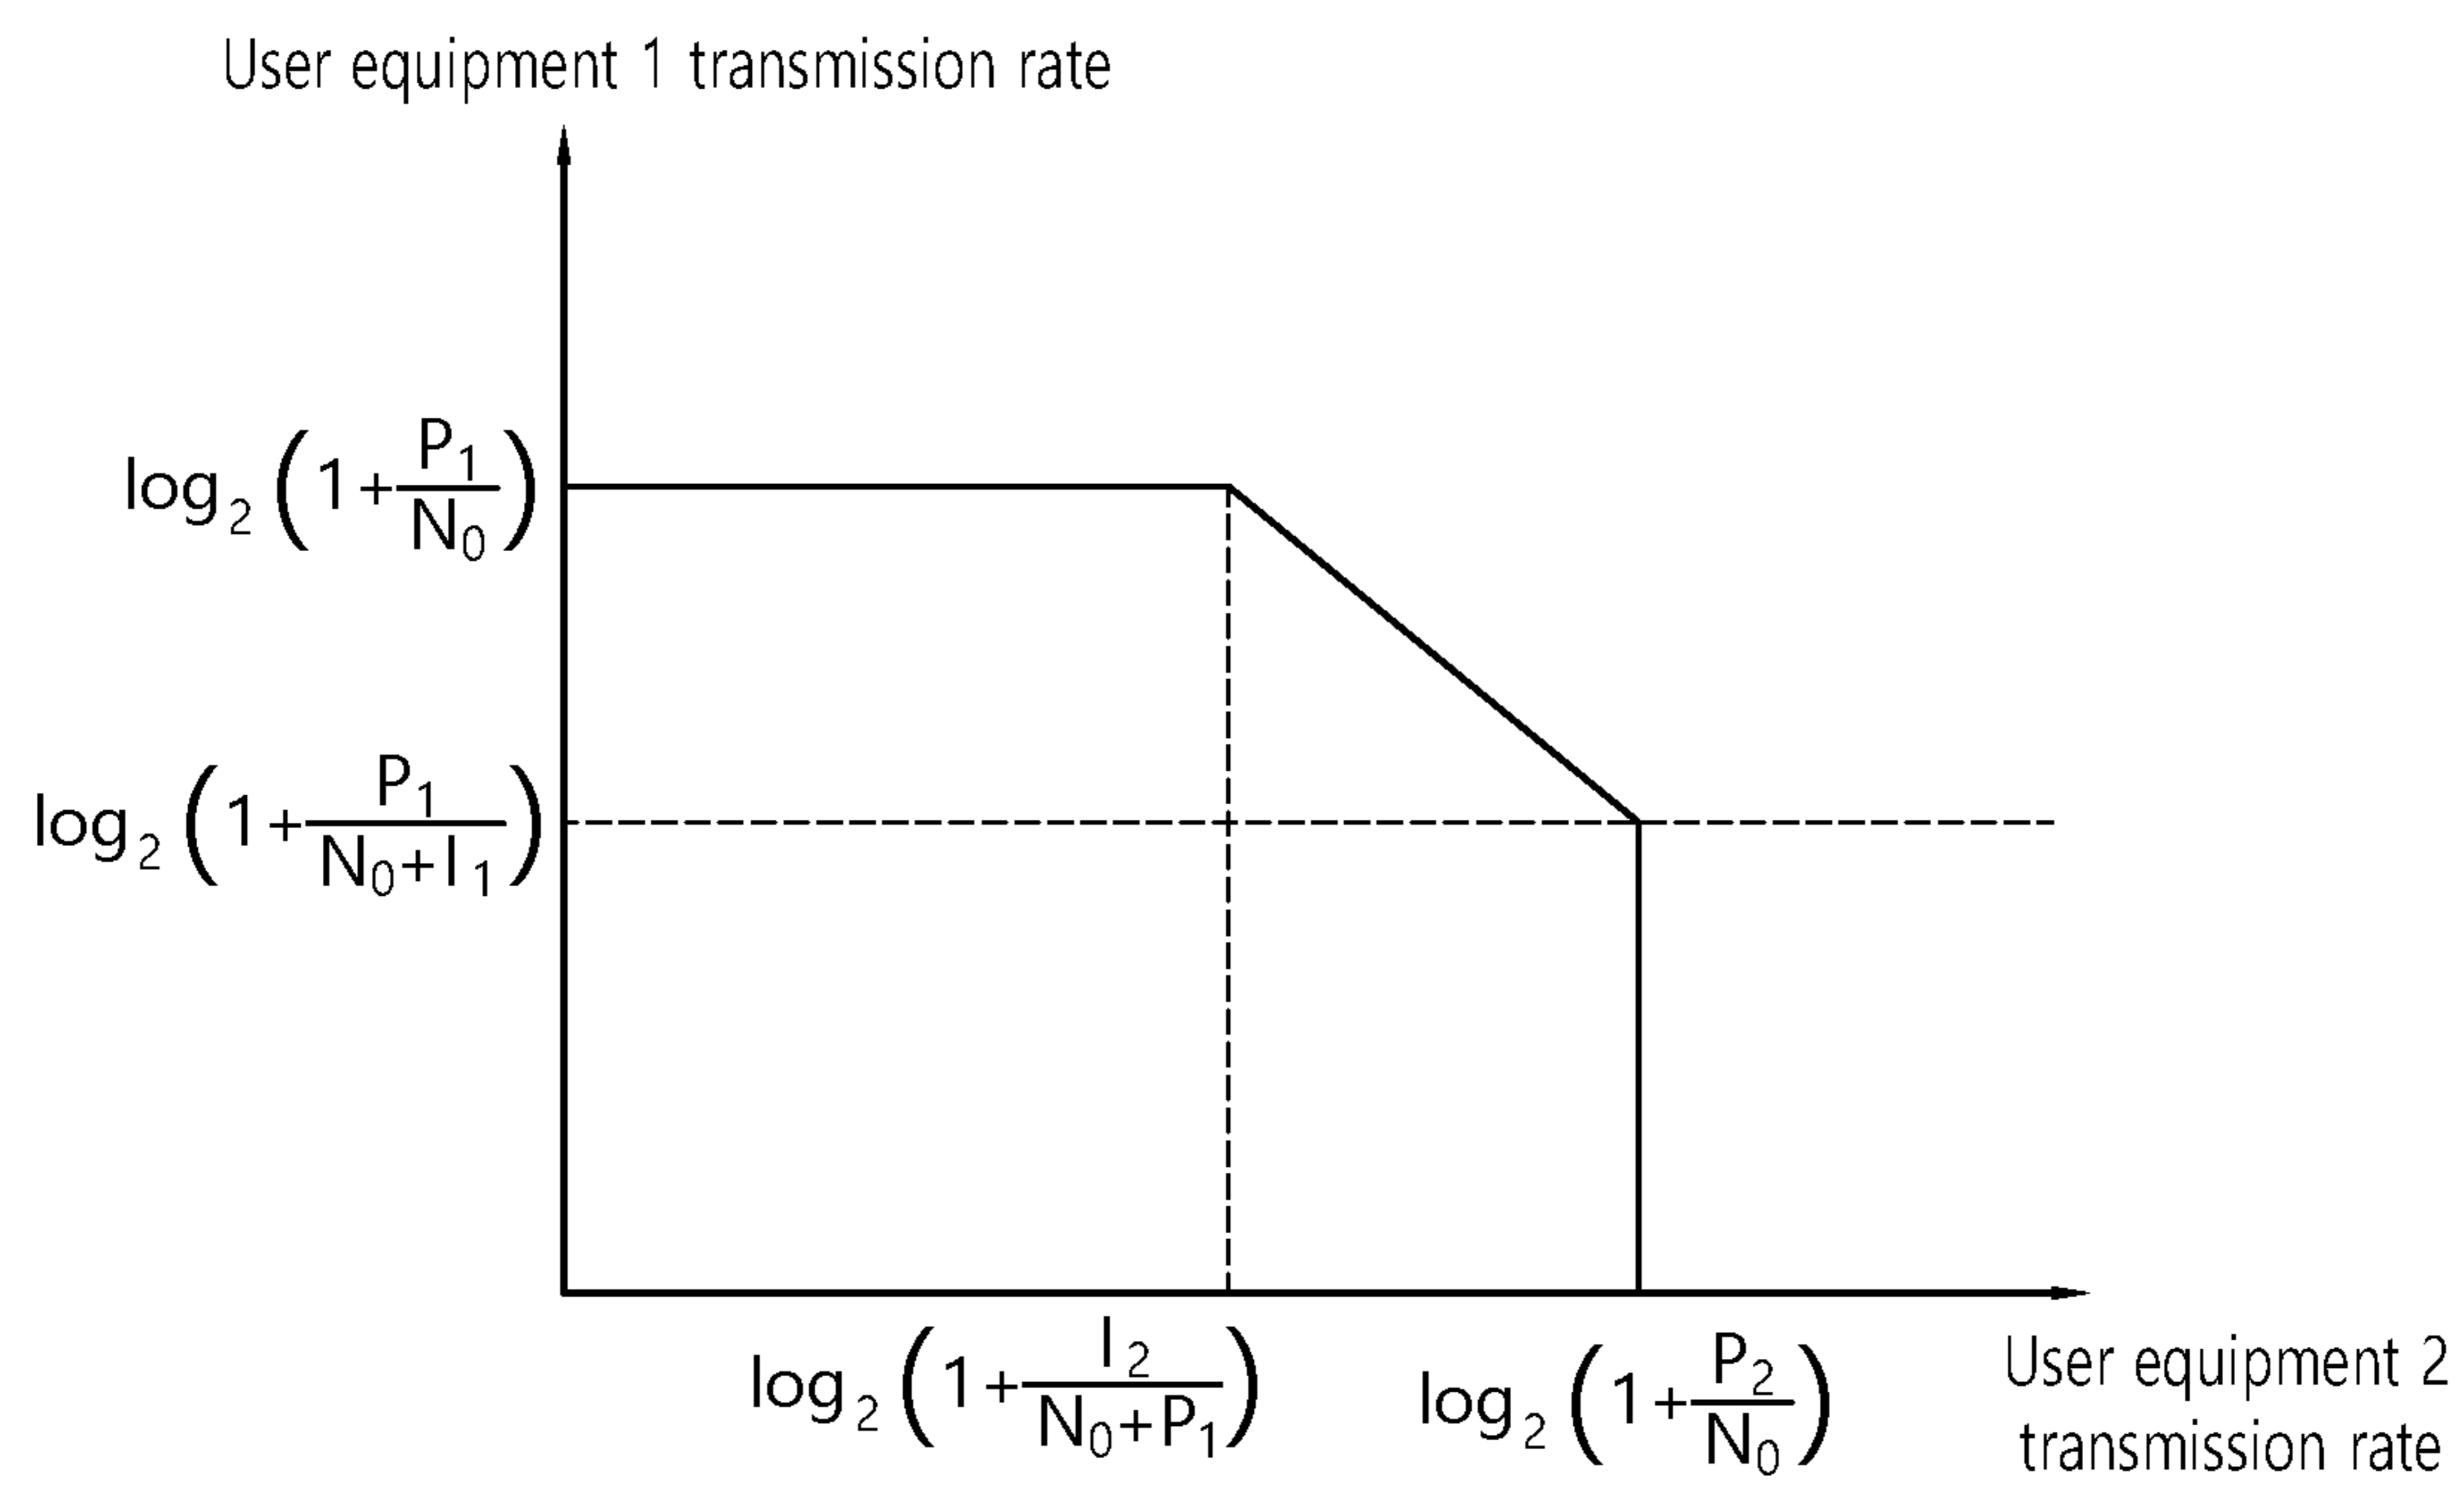 User equipment 1 transmission rate
log₂(1+P₁/N₀)
log₂(1+P₁/(N₀+I₁))
log₂(1+I₂/(N₀+P₁))
log₂(1+P₂/N₀)
User equipment 2
transmission rate